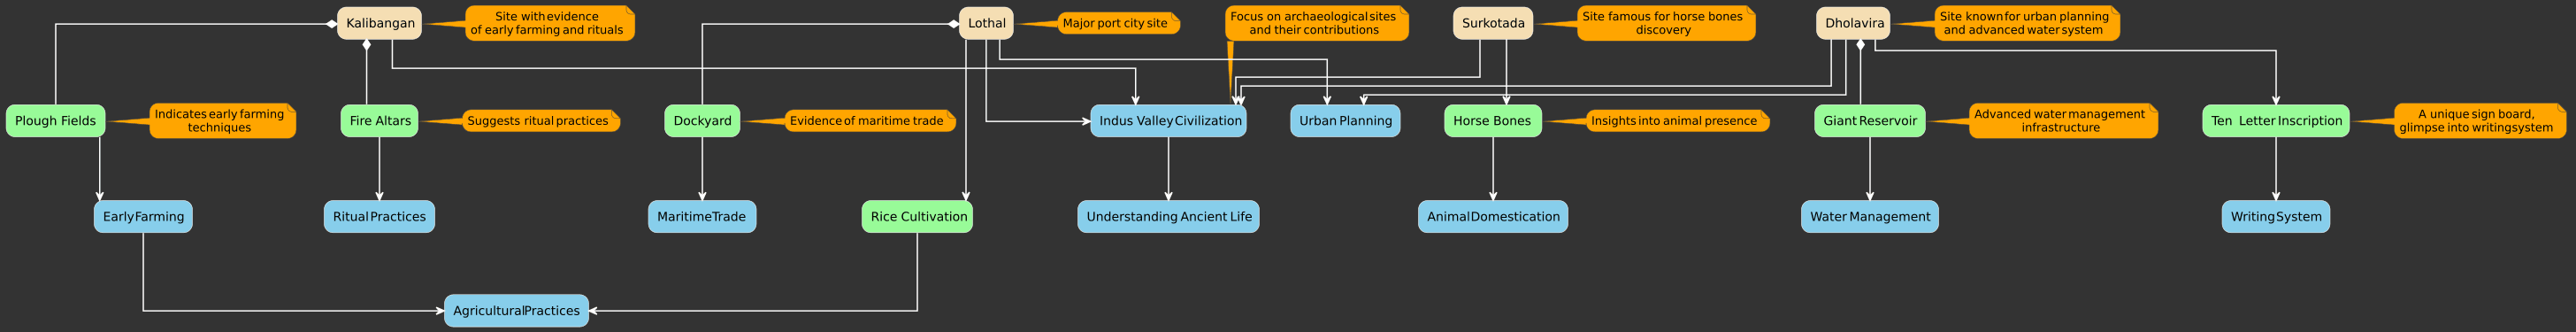 Kalibangan
Site with evidence
of early farming and rituals
Lothal
Major port city site
Focus on archaeological sites
and their contributions
Surkotada
Site famous for horse bones
discovery
Dholavira
Site known for urban planning
and advanced water system
Plough Fields
Indicates early farming
techniques
Fire Altars
Suggests ritual practices
Dockyard
Evidence of maritime trade
Indus Valley Civilization
Urban Planning
Horse Bones
Insights into animal presence
Giant Reservoir
Advanced water management
infrastructure
Ten Letter Inscription
A unique sign board,
glimpse into writing system
Early Farming
Ritual Practices
Maritime Trade
Rice Cultivation
Understanding Ancient Life
Animal Domestication
Water Management
Writing System
Agricultural Practices